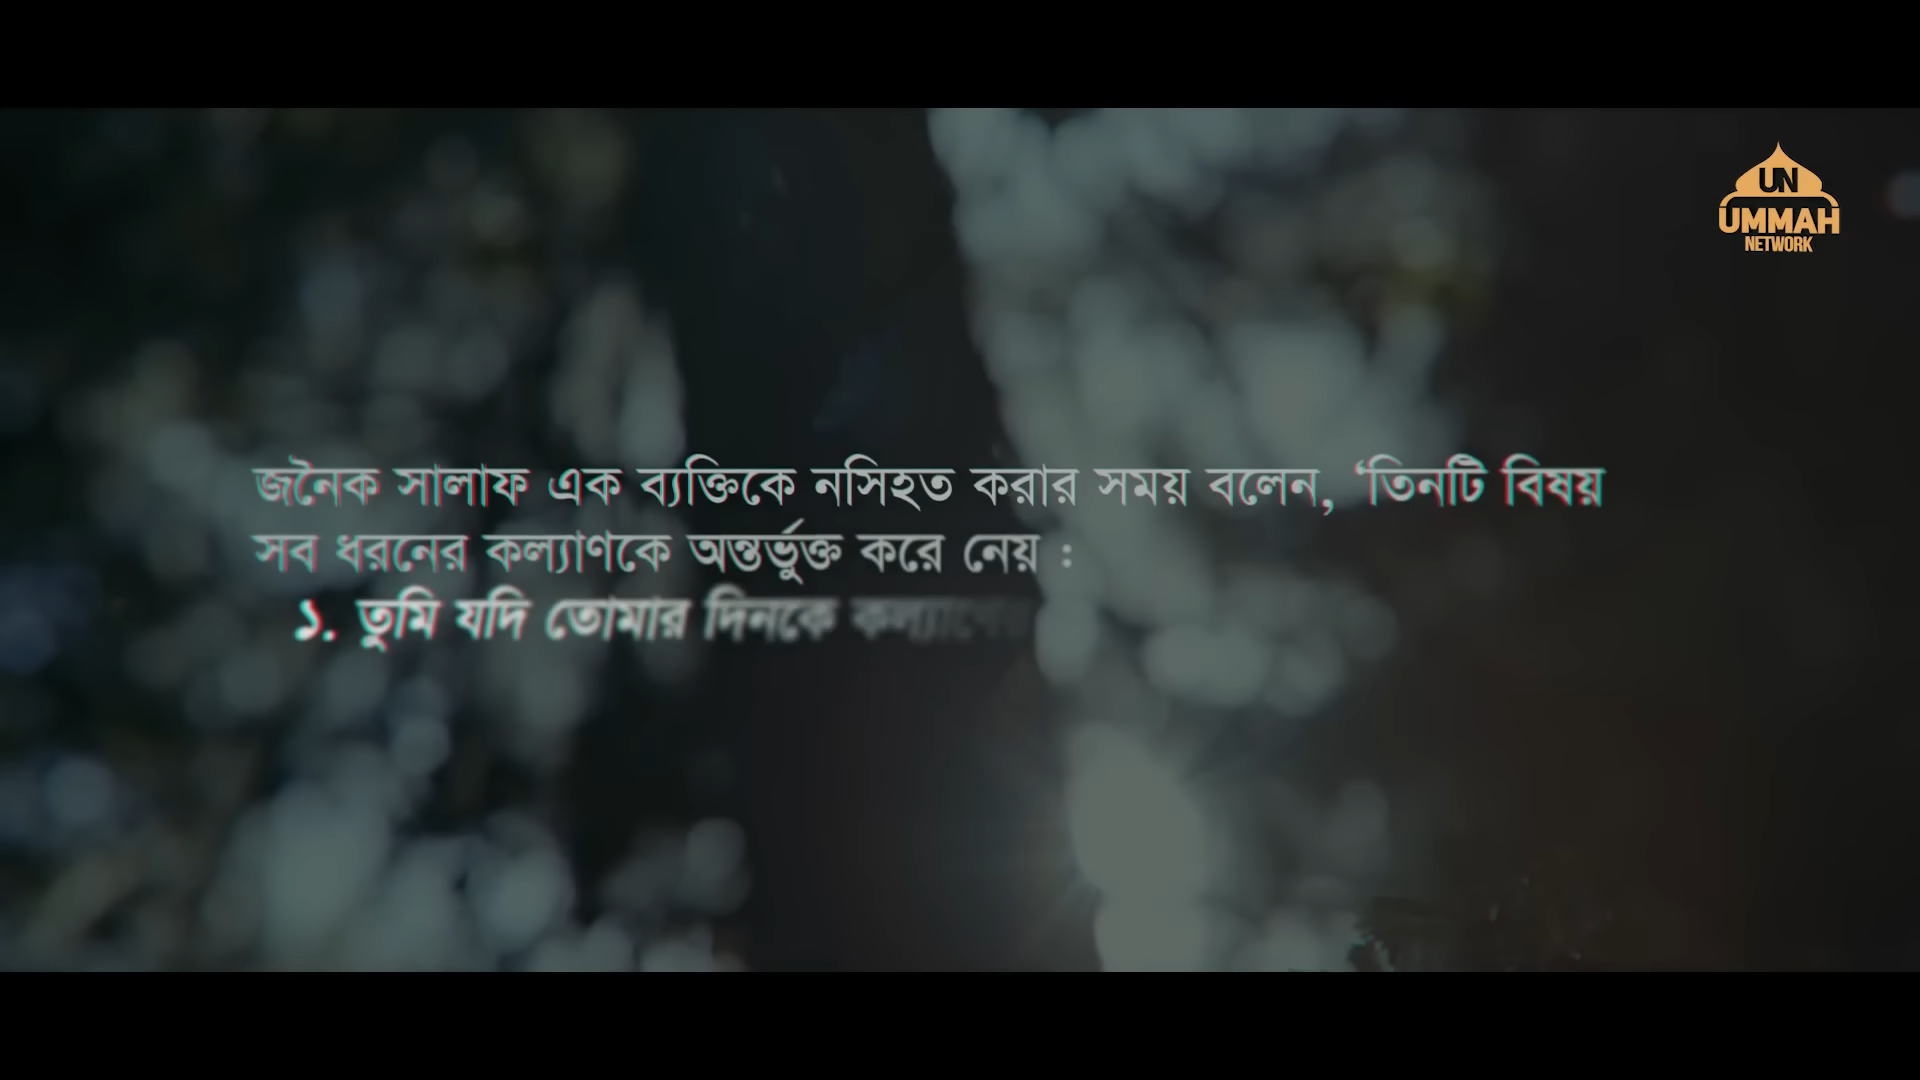 UN
UMMAH
NETWORK
জনৈক সালাফ এক ব্যক্তিকে নসিহত করার সময় বলেন, ‘তিনটি বিষয়
সব ধরনের কল্যাণকে অন্তর্ভুক্ত করে নেয় :
১. তুমি যদি তোমার দিনকে